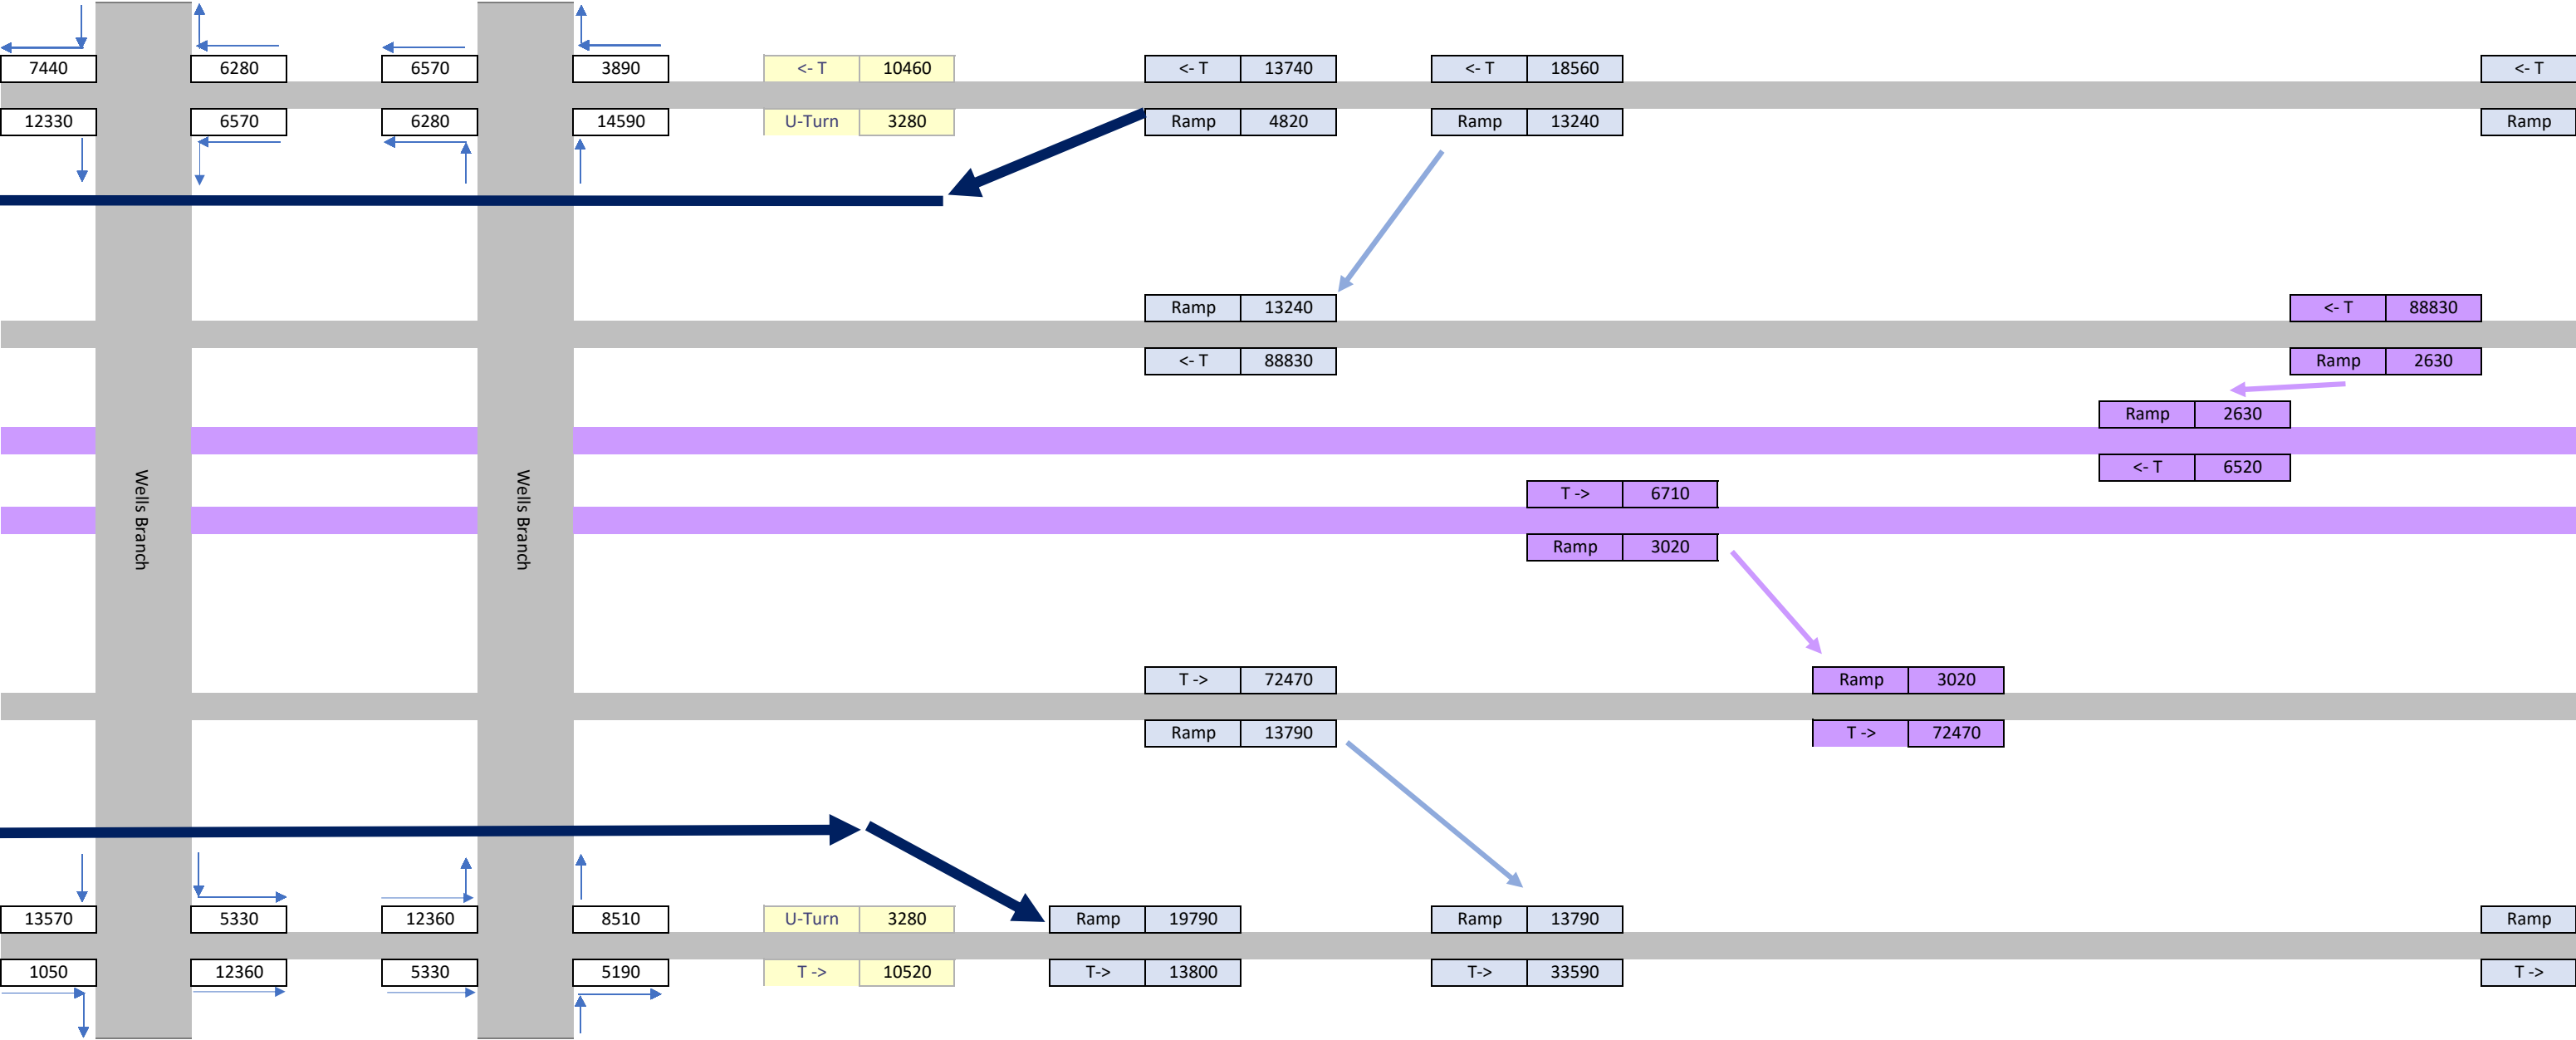 7440 6280 6570 3890 <- T 10460 <- T 13740 <- T 18560 <- T
12330 6570 6280 14590 U-Turn 3280 Ramp 4820 Ramp 13240 Ramp
Ramp 13240 <- T 88830
<- T 88830 Ramp 2630
Ramp 2630
<- T 6520
Wells Branch
Wells Branch
T -> 6710
Ramp 3020
T -> 72470 Ramp 3020
Ramp 13790 T -> 72470
13570 5330 12360 8510 U-Turn 3280 Ramp 19790 Ramp 13790 Ramp
1050 12360 5330 5190 T -> 10520 T-> 13800 T-> 33590 T ->